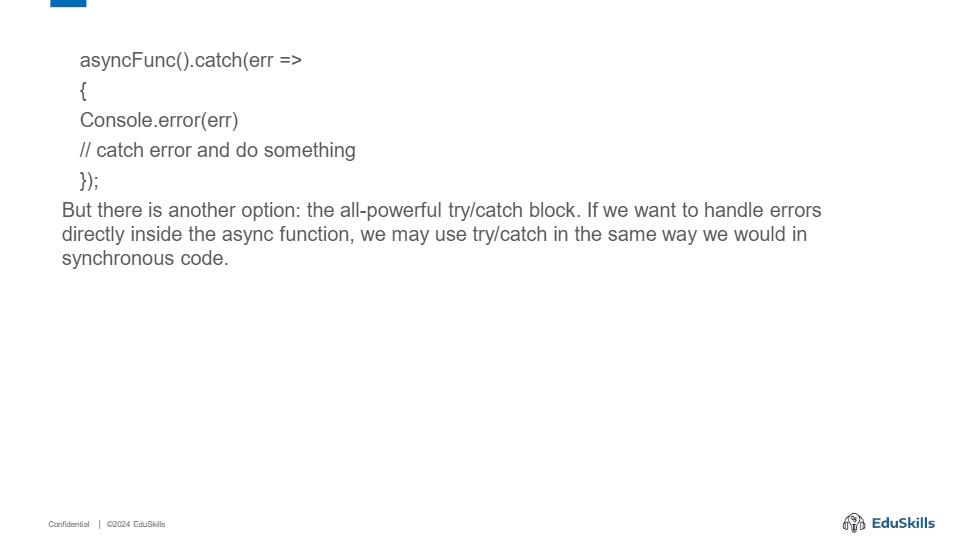 asyncFunc().catch(err =>
{
Console.error(err)
// catch error and do something
});
But there is another option: the all-powerful try/catch block. If we want to handle errors
directly inside the async function, we may use try/catch in the same way we would in
synchronous code.
Confidential | ©2024 EduSkills
EduSkills